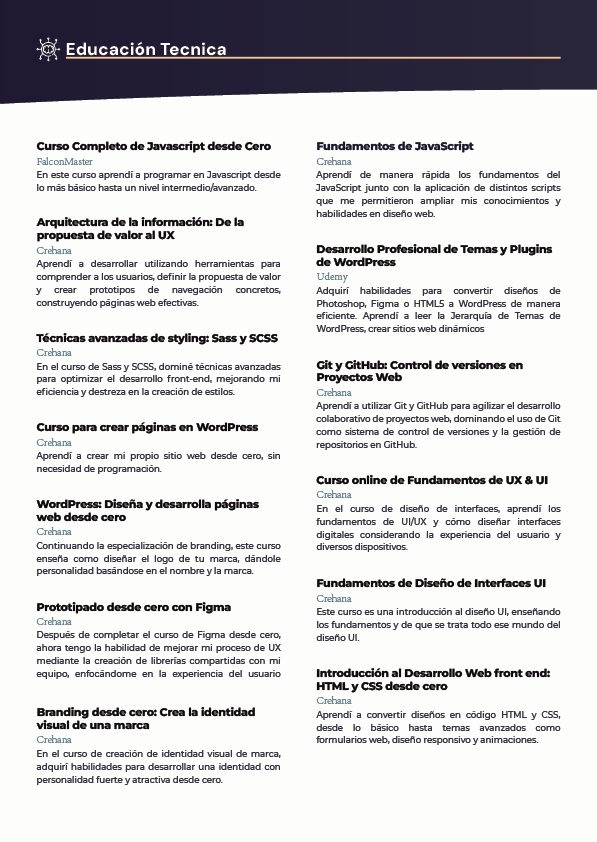 Educación Tecnica
Curso Completo de Javascript desde Cero
FalconMaster
En este curso aprendí a programar en Javascript desde
lo más básico hasta un nivel intermedio/avanzado.
Arquitectura de la información: De la
propuesta de valor al UX
Crehana
Aprendí a desarrollar utilizando herramientas para
comprender a los usuarios, definir la propuesta de valor
y crear prototipos de navegación concretos,
construyendo páginas web efectivas.
Técnicas avanzadas de styling: Sass y SCSS
Crehana
En el curso de Sass y SCSS, dominé técnicas avanzadas
para optimizar el desarrollo front-end, mejorando mi
eficiencia y destreza en la creación de estilos.
Curso para crear páginas en WordPress
Crehana
Aprendí a crear mi propio sitio web desde cero, sin
necesidad de programación.
WordPress: Diseña y desarrolla páginas
web desde cero
Crehana
Continuando la especialización de branding, este curso
enseña como diseñar el logo de tu marca, dándole
personalidad basándose en el nombre y la marca.
Prototipado desde cero con Figma
Crehana
Después de completar el curso de Figma desde cero,
ahora tengo la habilidad de mejorar mi proceso de UX
mediante la creación de librerías compartidas con mi
equipo, enfocándome en la experiencia del usuario
Branding desde cero: Crea la identidad
visual de una marca
Crehana
En el curso de creación de identidad visual de marca,
adquirí habilidades para desarrollar una identidad con
personalidad fuerte y atractiva desde cero.
Fundamentos de JavaScript
Crehana
Aprendí de manera rápida los fundamentos del
JavaScript junto con la aplicación de distintos scripts
que me permitieron ampliar mis conocimientos y
habilidades en diseño web.
Desarrollo Profesional de Temas y Plugins
de WordPress
Udemy
Adquirí habilidades para convertir diseños de
Photoshop, Figma o HTML5 a WordPress de manera
eficiente. Aprendí a leer la Jerarquía de Temas de
WordPress, crear sitios web dinámicos
Git y GitHub: Control de versiones en
Proyectos Web
Crehana
Aprendí a utilizar Git y GitHub para agilizar el desarrollo
colaborativo de proyectos web, dominando el uso de Git
como sistema de control de versiones y la gestión de
repositorios en GitHub.
Curso online de Fundamentos de UX & UI
Crehana
En el curso de diseño de interfaces, aprendí los
fundamentos de UI/UX y cómo diseñar interfaces
digitales considerando la experiencia del usuario y
diversos dispositivos.
Fundamentos de Diseño de Interfaces UI
Crehana
Este curso es una introducción al diseño UI, enseñando
los fundamentos y de que se trata todo ese mundo del
diseño UI.
Introducción al Desarrollo Web front end:
HTML y CSS desde cero
Crehana
Aprendí a convertir diseños en código HTML y CSS,
desde lo básico hasta temas avanzados como
formularios web, diseño responsivo y animaciones.